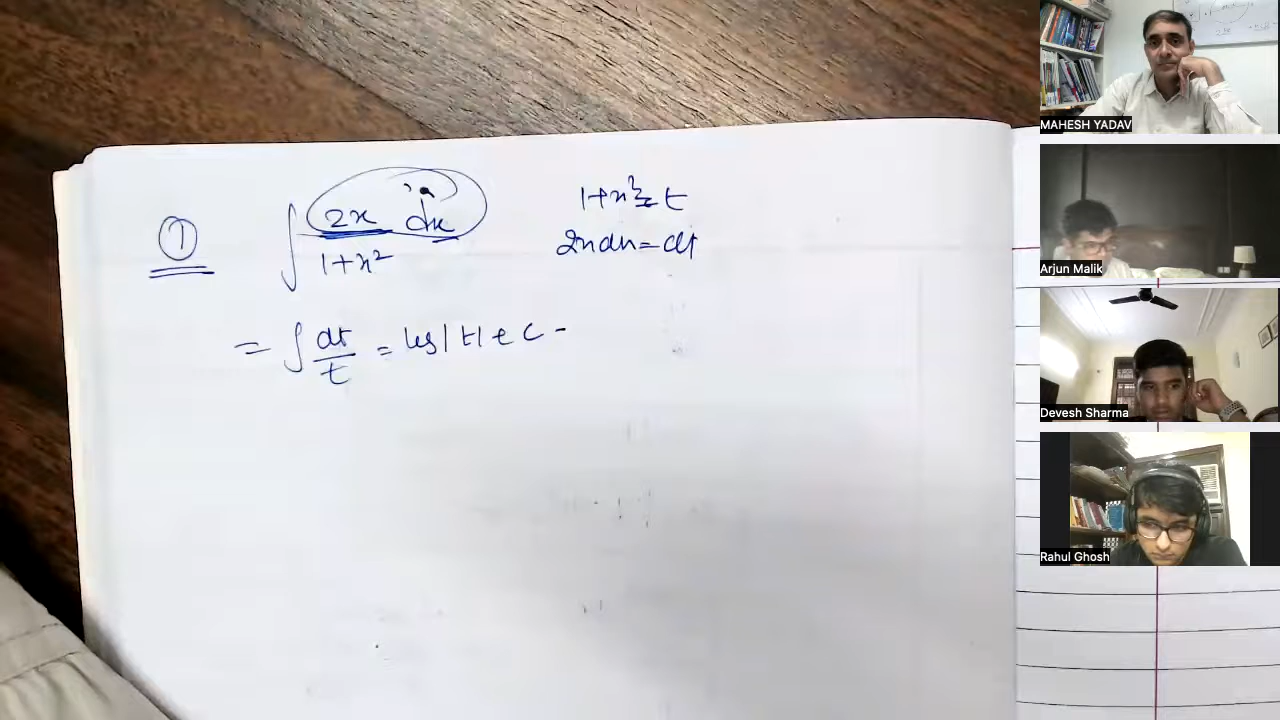 ①
∫ 2x dx / 1+x²
1+x² = t
2x dx = dt
= ∫ dt / t = log|t| + C -
MAHESH YADAV
Arjun Malik
Devesh Sharma
Rahul Ghosh